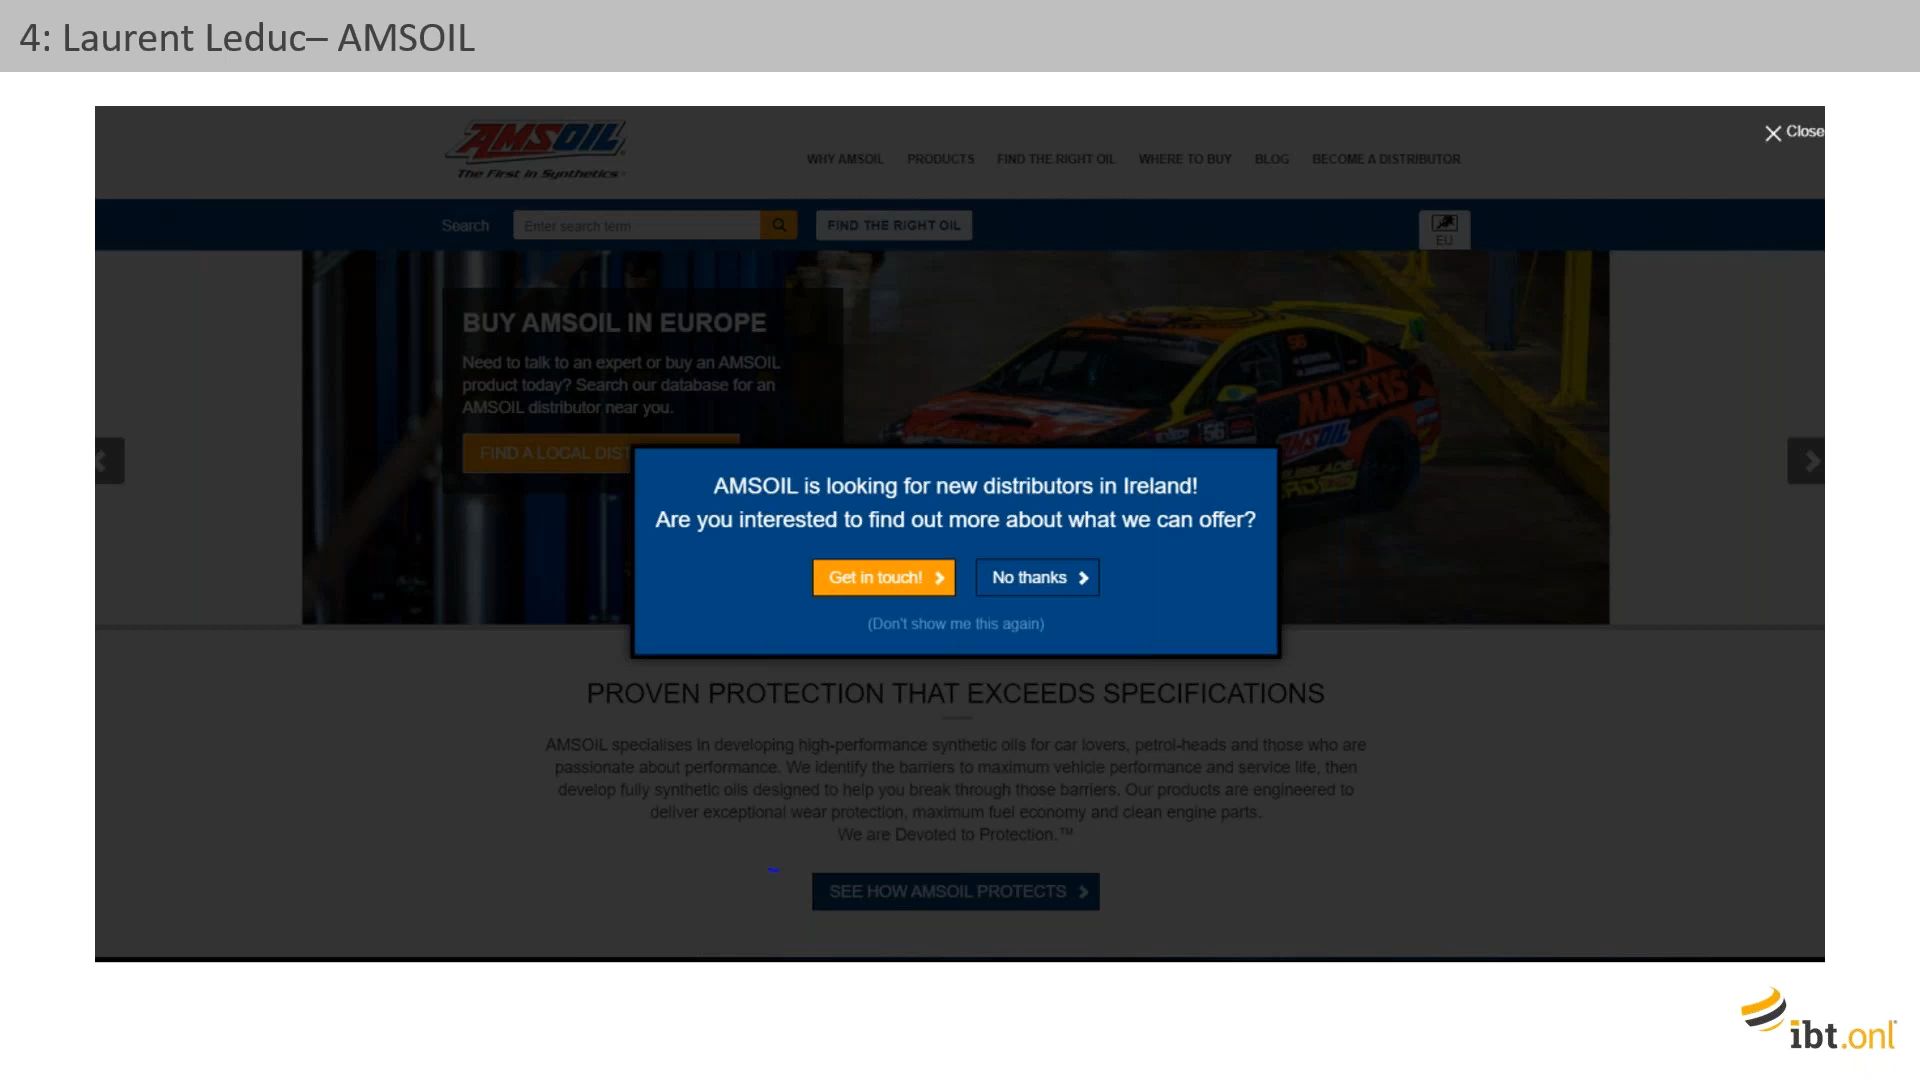 4: Laurent Leduc– AMSOIL
AMSOIL
The First in Synthetics
WHY AMSOIL PRODUCTS FIND THE RIGHT OIL WHERE TO BUY BLOG BECOME A DISTRIBUTOR
Close
Search Enter search term FIND THE RIGHT OIL EU
BUY AMSOIL IN EUROPE
Need to talk to an expert or buy an AMSOIL
product today? Search our database for an
AMSOIL distributor near you.
FIND A LOCAL DIST
MAXXIS
56
AMSOIL
AMSOIL is looking for new distributors in Ireland!
Are you interested to find out more about what we can offer?
Get in touch! No thanks
(Don't show me this again)
PROVEN PROTECTION THAT EXCEEDS SPECIFICATIONS
AMSOIL specialises in developing high-performance synthetic oils for car lovers, petrol-heads and those who are
passionate about performance. We identify the barriers to maximum vehicle performance and service life, then
develop fully synthetic oils designed to help you break through those barriers. Our products are engineered to
deliver exceptional wear protection, maximum fuel economy and clean engine parts.
We are Devoted to Protection.™
SEE HOW AMSOIL PROTECTS
ibt.onl